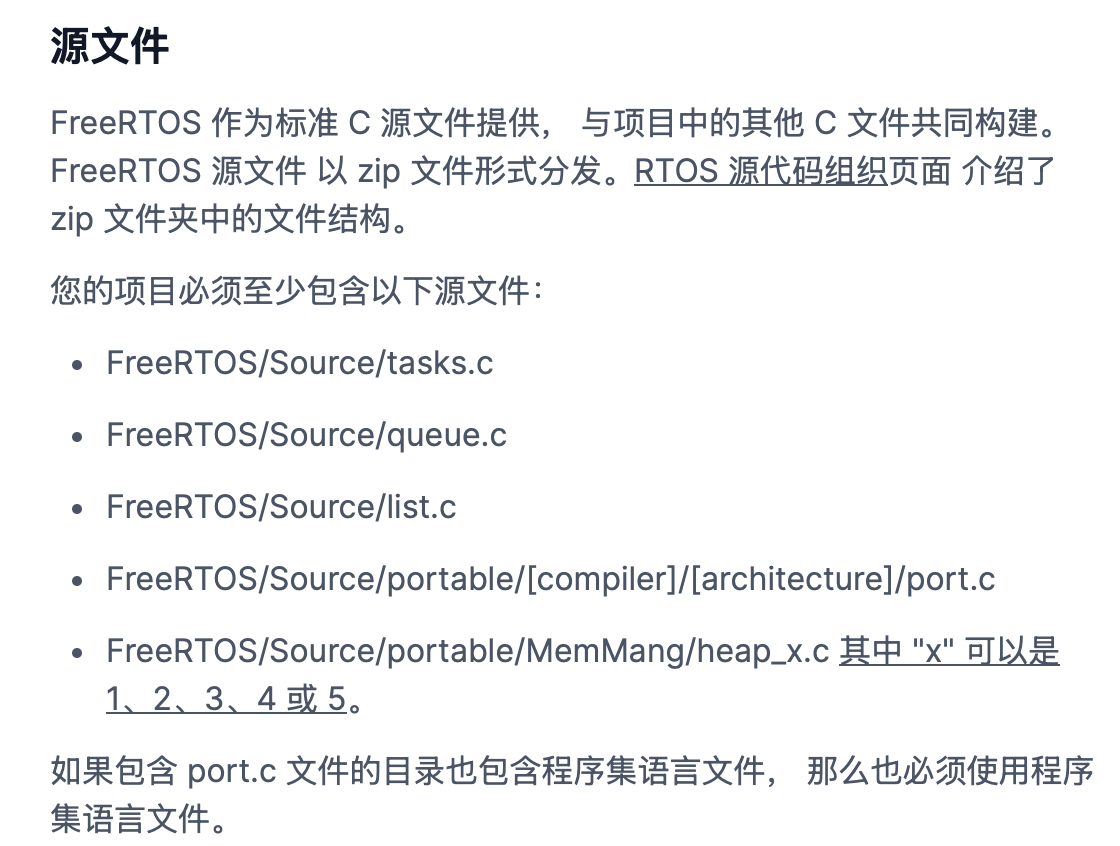 源文件
FreeRTOS 作为标准 C 源文件提供， 与项目中的其他 C 文件共同构建。
FreeRTOS 源文件 以 zip 文件形式分发。RTOS 源代码组织页面 介绍了
zip 文件夹中的文件结构。
您的项目必须至少包含以下源文件：
• FreeRTOS/Source/tasks.c
• FreeRTOS/Source/queue.c
• FreeRTOS/Source/list.c
• FreeRTOS/Source/portable/[compiler]/[architecture]/port.c
• FreeRTOS/Source/portable/MemMang/heap_x.c 其中 "x" 可以是
1、2、3、4 或 5。
如果包含 port.c 文件的目录也包含程序集语言文件， 那么也必须使用程序
集语言文件。